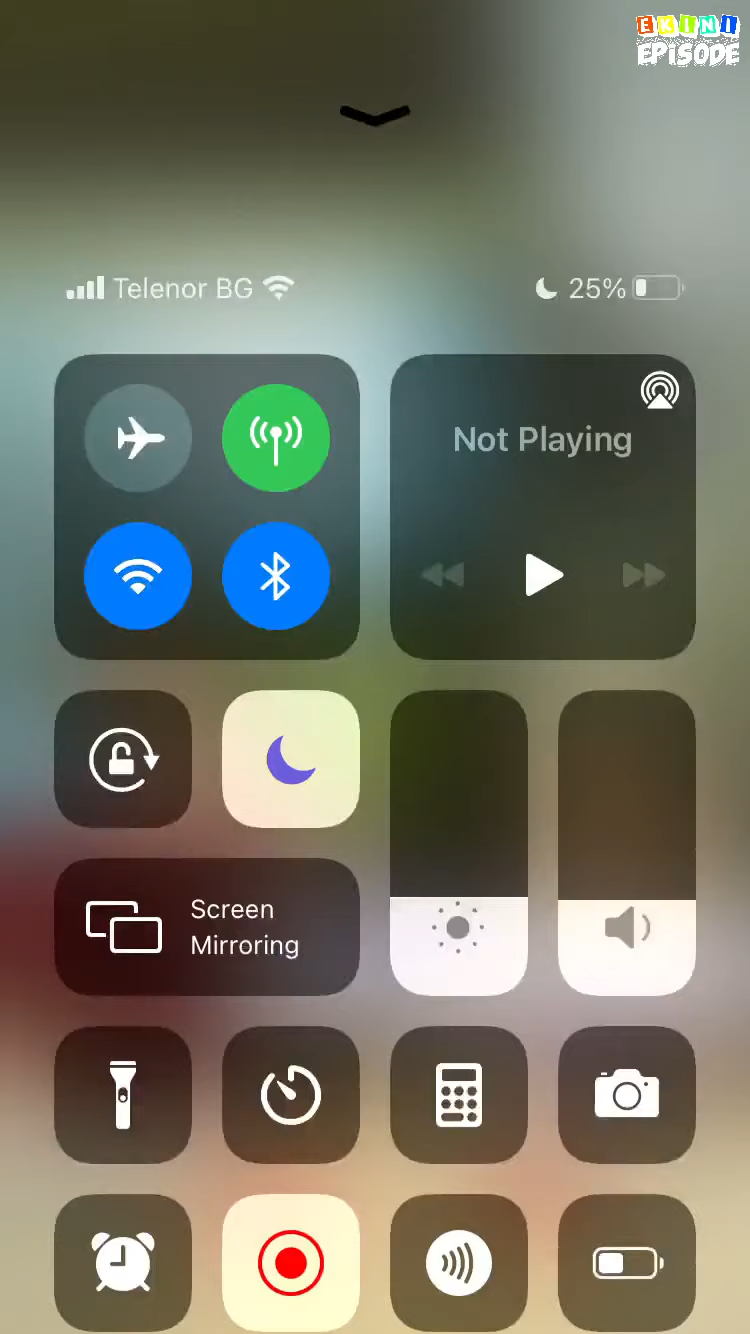 EKINI
EPISODE
Telenor BG
25%
Not Playing
Screen
Mirroring